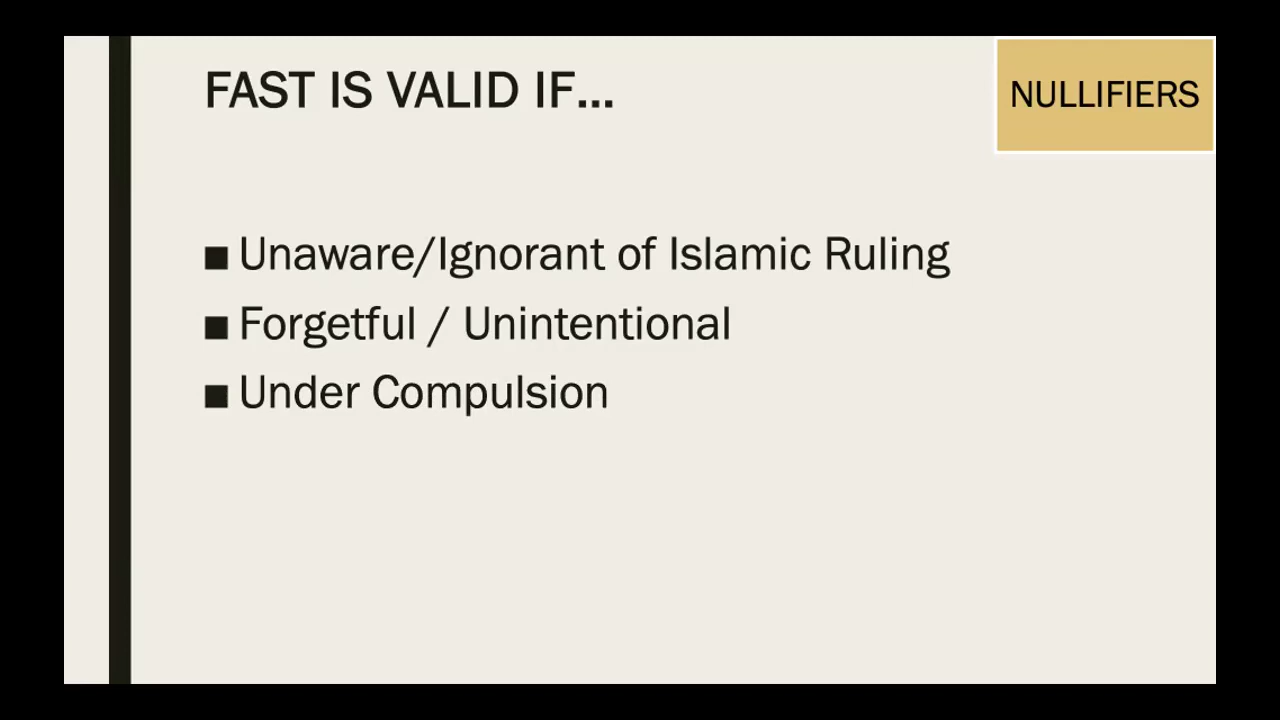 FAST IS VALID IF...
NULLIFIERS
■ Unaware/Ignorant of Islamic Ruling
■ Forgetful / Unintentional
■ Under Compulsion